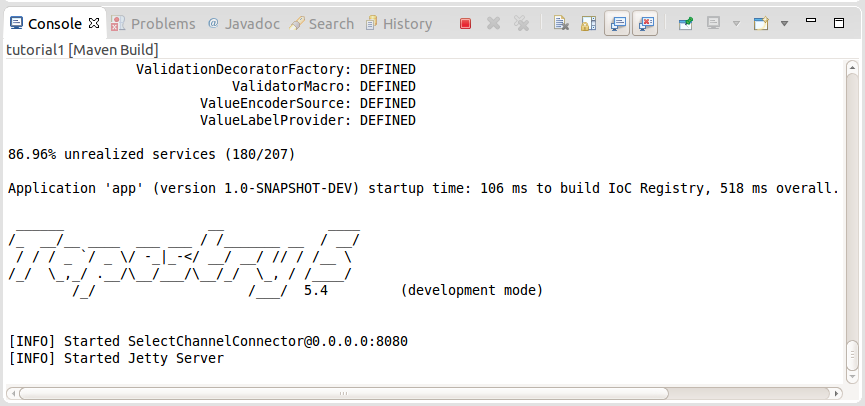 Console Problems @ Javadoc Search History
tutorial1 [Maven Build]
ValidationDecoratorFactory: DEFINED
ValidatorMacro: DEFINED
ValueEncoderSource: DEFINED
ValueLabelProvider: DEFINED
86.96% unrealized services (180/207)
Application 'app' (version 1.0-SNAPSHOT-DEV) startup time: 106 ms to build IoC Registry, 518 ms overall.
Tapestry 5
5.4 (development mode)
[INFO] Started SelectChannelConnector@0.0.0.0:8080
[INFO] Started Jetty Server